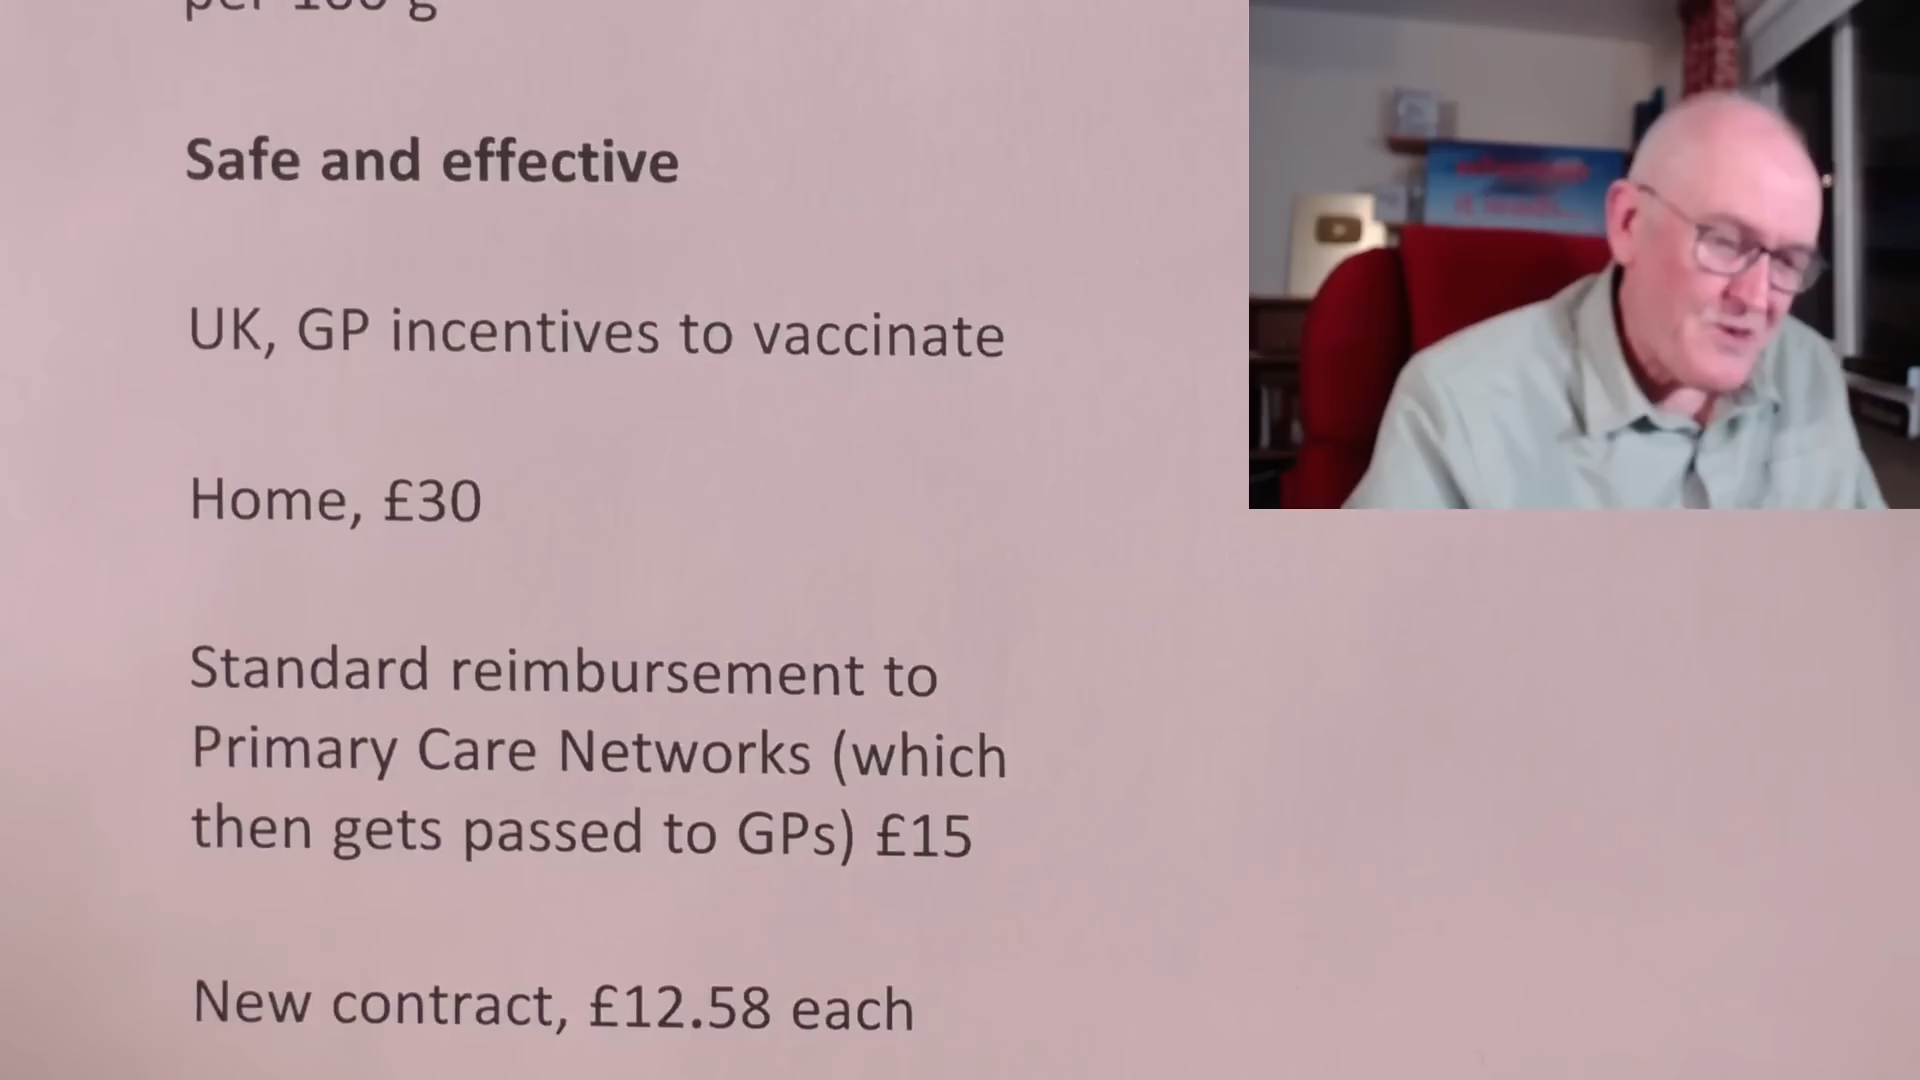 per 100 g
Safe and effective
UK, GP incentives to vaccinate
Home, £30
Standard reimbursement to
Primary Care Networks (which
then gets passed to GPs) £15
New contract, £12.58 each